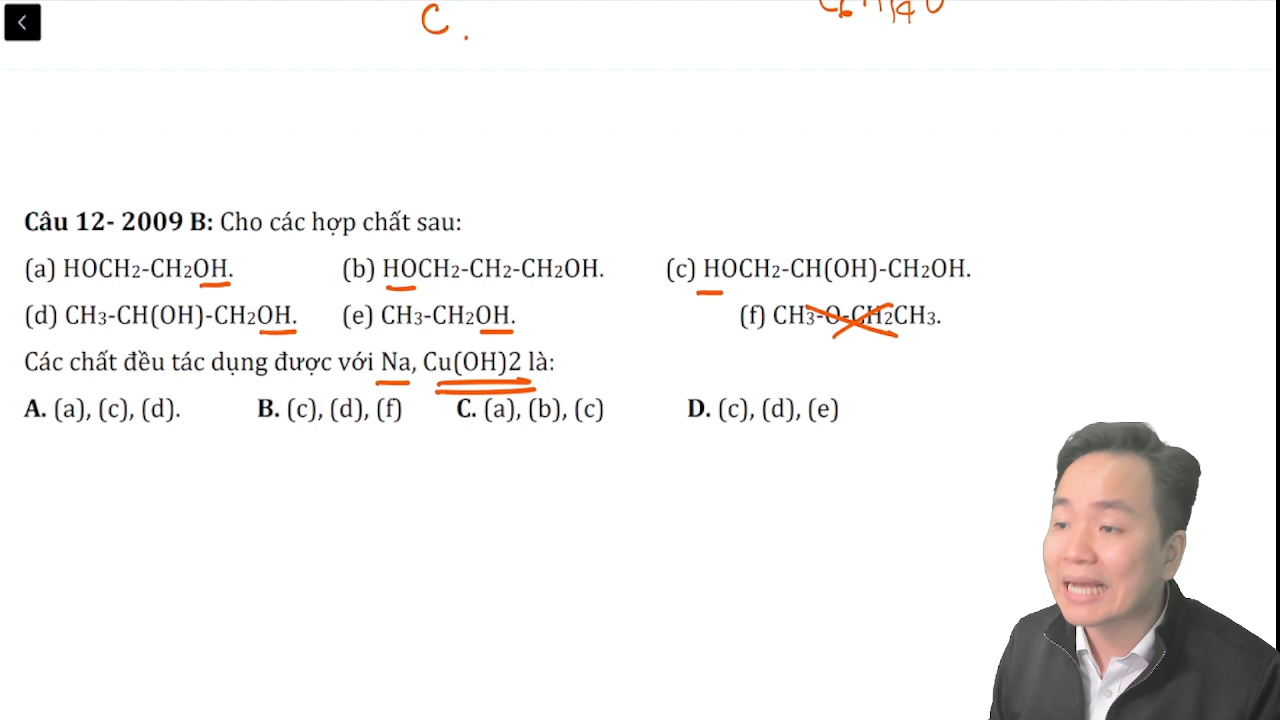 C.
Câu 12- 2009 B: Cho các hợp chất sau:
(a) HOCH2-CH2OH. (b) HOCH2-CH2-CH2OH. (c) HOCH2-CH(OH)-CH2OH.
(d) CH3-CH(OH)-CH2OH. (e) CH3-CH2OH. (f) CH3-O-CH2CH3.
Các chất đều tác dụng được với Na, Cu(OH)2 là:
A. (a), (c), (d). B. (c), (d), (f) C. (a), (b), (c) D. (c), (d), (e)